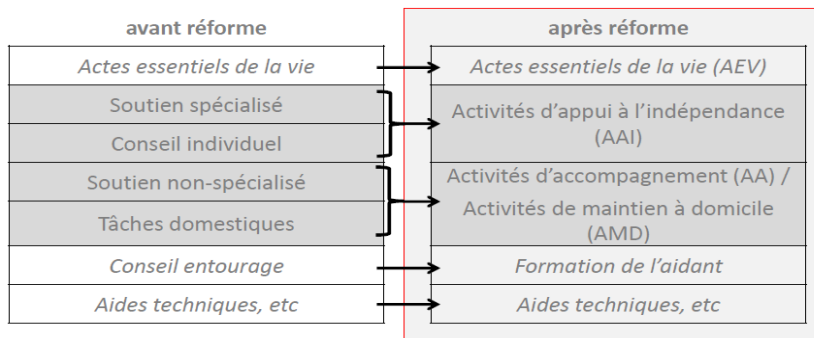 avant réforme
après réforme
Actes essentiels de la vie
Actes essentiels de la vie (AEV)
Soutien spécialisé
Conseil individuel
Activités d'appui à l'indépendance
(AAI)
Soutien non-spécialisé
Tâches domestiques
Activités d'accompagnement (AA) /
Activités de maintien à domicile
(AMD)
Conseil entourage
Formation de l'aidant
Aides techniques, etc
Aides techniques, etc